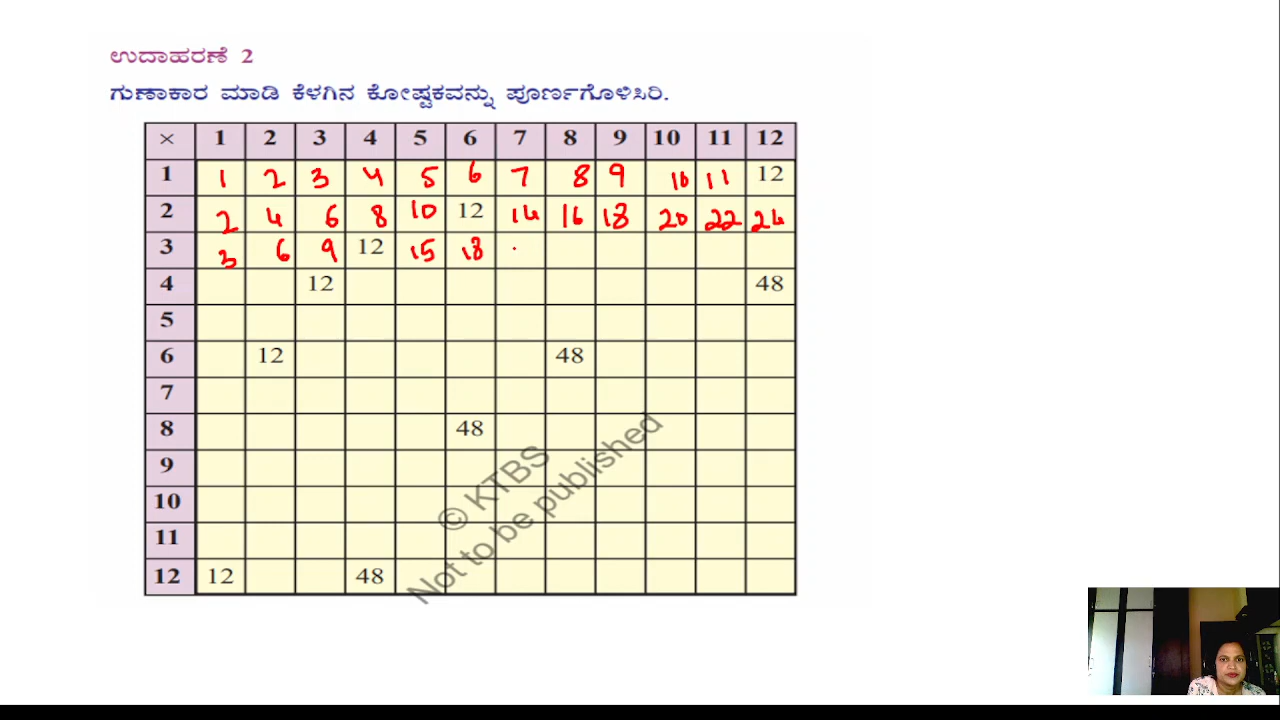 ಉದಾಹರಣೆ 2
ಗುಣಾಕಾರ ಮಾಡಿ ಕೆಳಗಿನ ಕೋಷ್ಟಕವನ್ನು ಪೂರ್ಣಗೊಳಿಸಿರಿ.
× 1 2 3 4 5 6 7 8 9 10 11 12
1 1 2 3 4 5 6 7 8 9 10 11 12
2 2 4 6 8 10 12 14 16 18 20 22 24
3 3 6 9 12 15 18
4 12 48
5
6 12 48
7
8 48
9
10
11
12 12 48
© KTBS
Not to be published